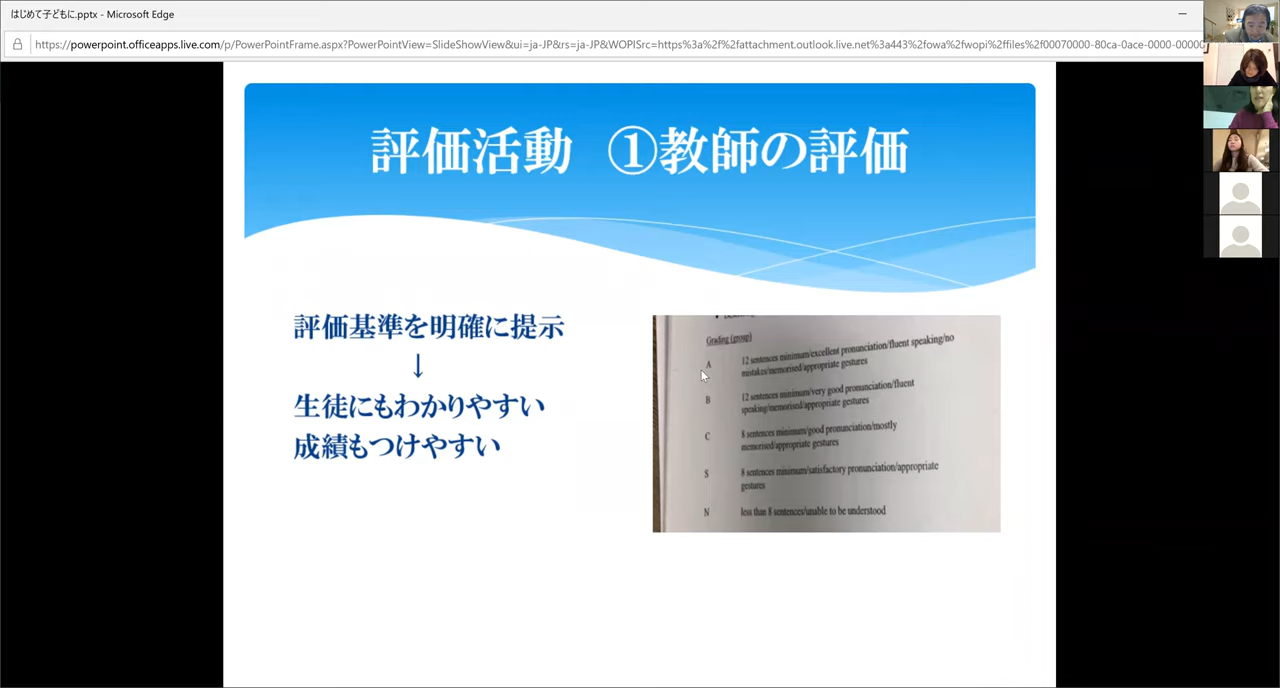 はじめて子どもに.pptx - Microsoft Edge
https://powerpoint.officeapps.live.com/p/PowerPointFrame.aspx?PowerPointView=SlideShowView&ui=ja-JP&rs=ja-JP&WOPISrc=https%3a%2f%2fattachment.outlook.live.net%3a443%2fowa%2fwopi%2ffiles%2f00070000-80ca-0ace-0000-00000
評価活動 ①教師の評価
評価基準を明確に提示
↓
生徒にもわかりやすい
成績もつけやすい
Grading (group)
A 12 sentences minimum/excellent pronunciation/fluent speaking/no
mistakes/memorised/appropriate gestures
B 12 sentences minimum/very good pronunciation/fluent
speaking/memorised/appropriate gestures
C 8 sentences minimum/good pronunciation/mostly
memorised/appropriate gestures
S 8 sentences minimum/satisfactory pronunciation/appropriate
gestures
N less than 8 sentences/unable to be understood